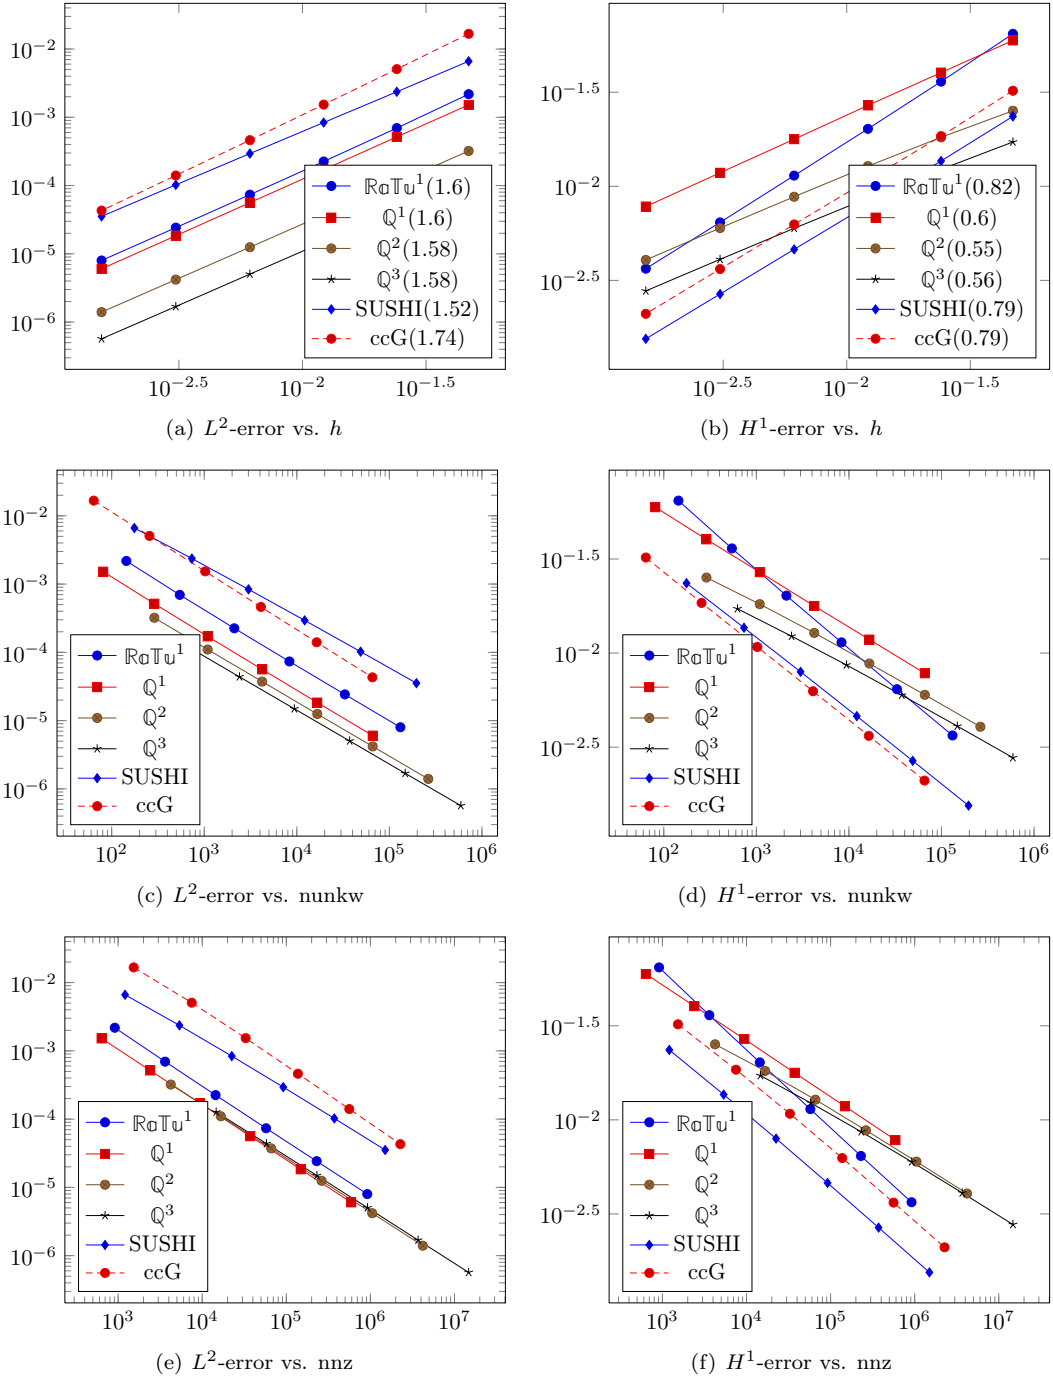 10^{-2}
10^{-3}
10^{-4}
10^{-5}
10^{-6}
ℝ𝕒𝕋𝕦^1(1.6)
ℚ^1(1.6)
ℚ^2(1.58)
ℚ^3(1.58)
SUSHI(1.52)
ccG(1.74)
10^{-2.5} 10^{-2} 10^{-1.5}
(a) L^2-error vs. h
10^{-1.5}
10^{-2}
10^{-2.5}
ℝ𝕒𝕋𝕦^1(0.82)
ℚ^1(0.6)
ℚ^2(0.55)
ℚ^3(0.56)
SUSHI(0.79)
ccG(0.79)
10^{-2.5} 10^{-2} 10^{-1.5}
(b) H^1-error vs. h
10^{-2}
10^{-3}
10^{-4}
10^{-5}
10^{-6}
ℝ𝕒𝕋𝕦^1
ℚ^1
ℚ^2
ℚ^3
SUSHI
ccG
10^2 10^3 10^4 10^5 10^6
(c) L^2-error vs. nunkw
10^{-1.5}
10^{-2}
10^{-2.5}
ℝ𝕒𝕋𝕦^1
ℚ^1
ℚ^2
ℚ^3
SUSHI
ccG
10^2 10^3 10^4 10^5 10^6
(d) H^1-error vs. nunkw
10^{-2}
10^{-3}
10^{-4}
10^{-5}
10^{-6}
ℝ𝕒𝕋𝕦^1
ℚ^1
ℚ^2
ℚ^3
SUSHI
ccG
10^3 10^4 10^5 10^6 10^7
(e) L^2-error vs. nnz
10^{-1.5}
10^{-2}
10^{-2.5}
ℝ𝕒𝕋𝕦^1
ℚ^1
ℚ^2
ℚ^3
SUSHI
ccG
10^3 10^4 10^5 10^6 10^7
(f) H^1-error vs. nnz